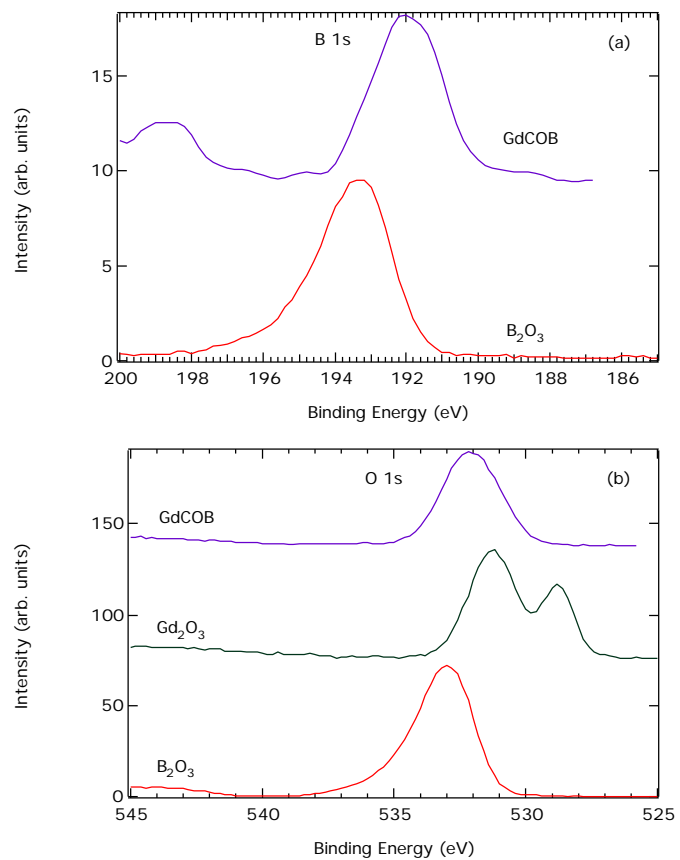 B 1s
(a)
15
GdCOB
10
Intensity (arb. units)
5
B₂O₃
0
200 198 196 194 192 190 188 186
Binding Energy (eV)
O 1s
(b)
GdCOB
150
Gd₂O₃
100
Intensity (arb. units)
50
B₂O₃
0
545 540 535 530 525
Binding Energy (eV)